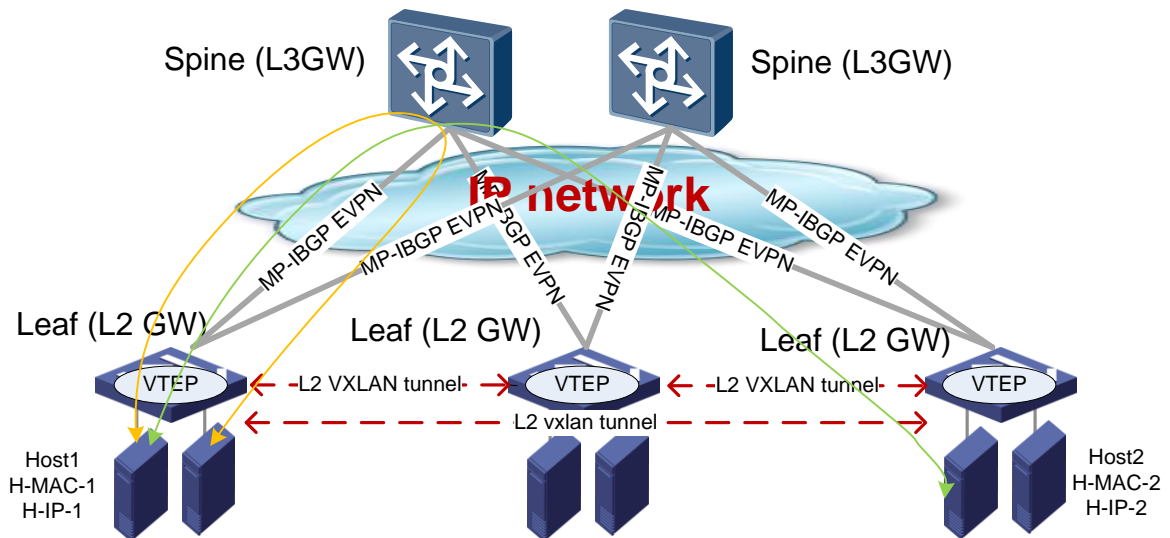 Spine (L3GW)
Spine (L3GW)
IP network
MP-IBGP EVPN
MP-IBGP EVPN
MP-IBGP EVPN
MP-IBGP EVPN
MP-IBGP EVPN
MP-IBGP EVPN
Leaf (L2 GW)
Leaf (L2 GW)
Leaf (L2 GW)
VTEP
L2 VXLAN tunnel
VTEP
L2 VXLAN tunnel
VTEP
L2 vxlan tunnel
Host1
H-MAC-1
H-IP-1
Host2
H-MAC-2
H-IP-2